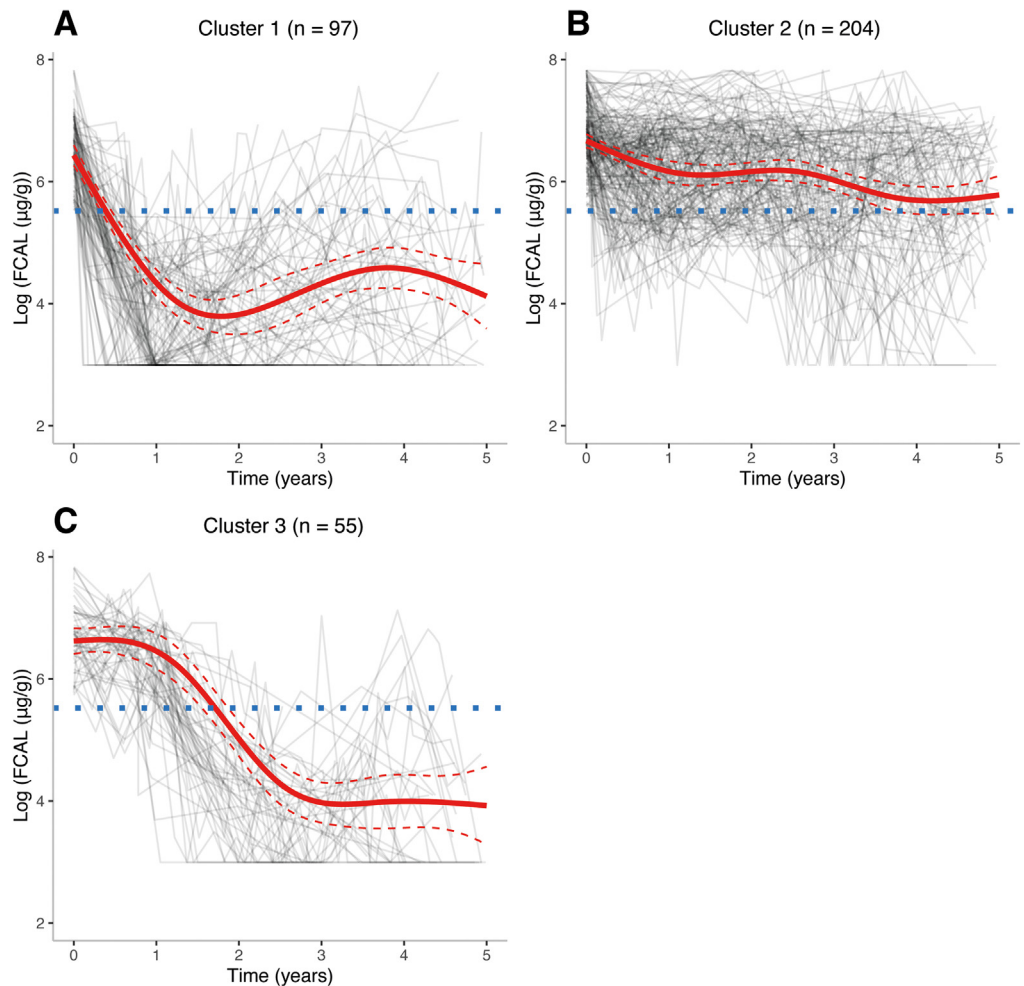 A
Cluster 1 (n = 97)
Log (FCAL (μg/g))
8
6
4
2
0 1 2 3 4 5
Time (years)
B
Cluster 2 (n = 204)
Log (FCAL (μg/g))
8
6
4
2
0 1 2 3 4 5
Time (years)
C
Cluster 3 (n = 55)
Log (FCAL (μg/g))
8
6
4
2
0 1 2 3 4 5
Time (years)